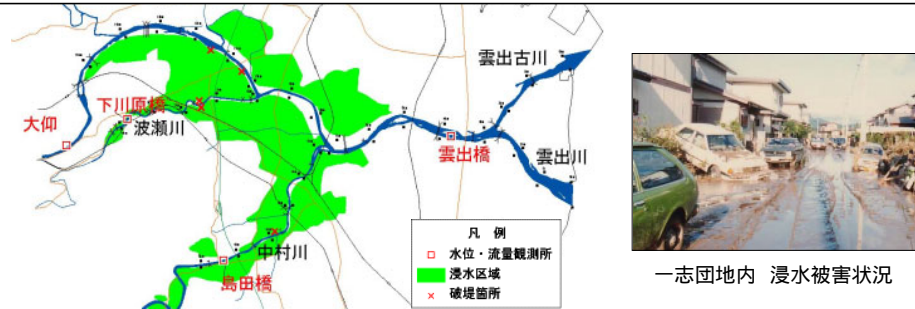 雲出古川
下川原橋
大仰
波瀬川
雲出橋
雲出川
中村川
島田橋
凡 例
水位・流量観測所
浸水区域
破堤箇所
一志団地内 浸水被害状況